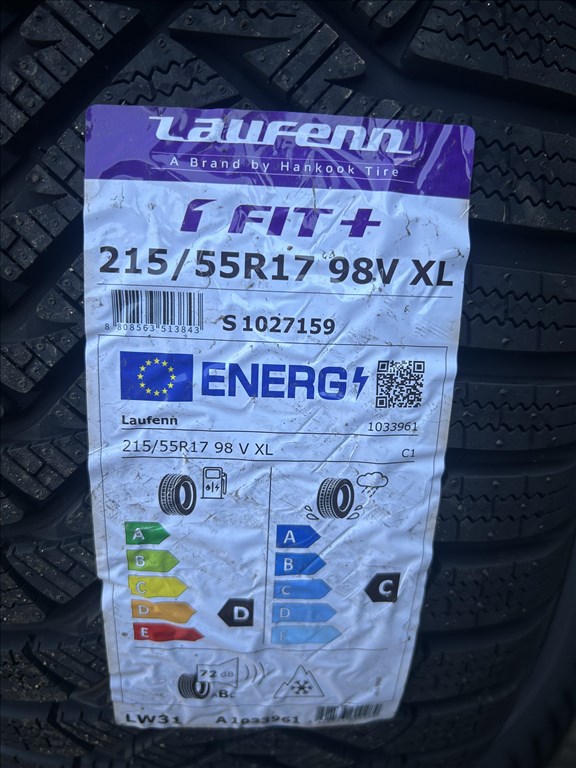 Laufenn
A Brand by Hankook Tire
i FIT+
215/55R17 98V XL
8 808563 513843
S 1027159
ENERG
Laufenn
1033961
215/55R17 98 V XL
C1
A
B
C
D
E
D
A
B
C
D
E
C
72 dB
ABC
LW31
A1033961